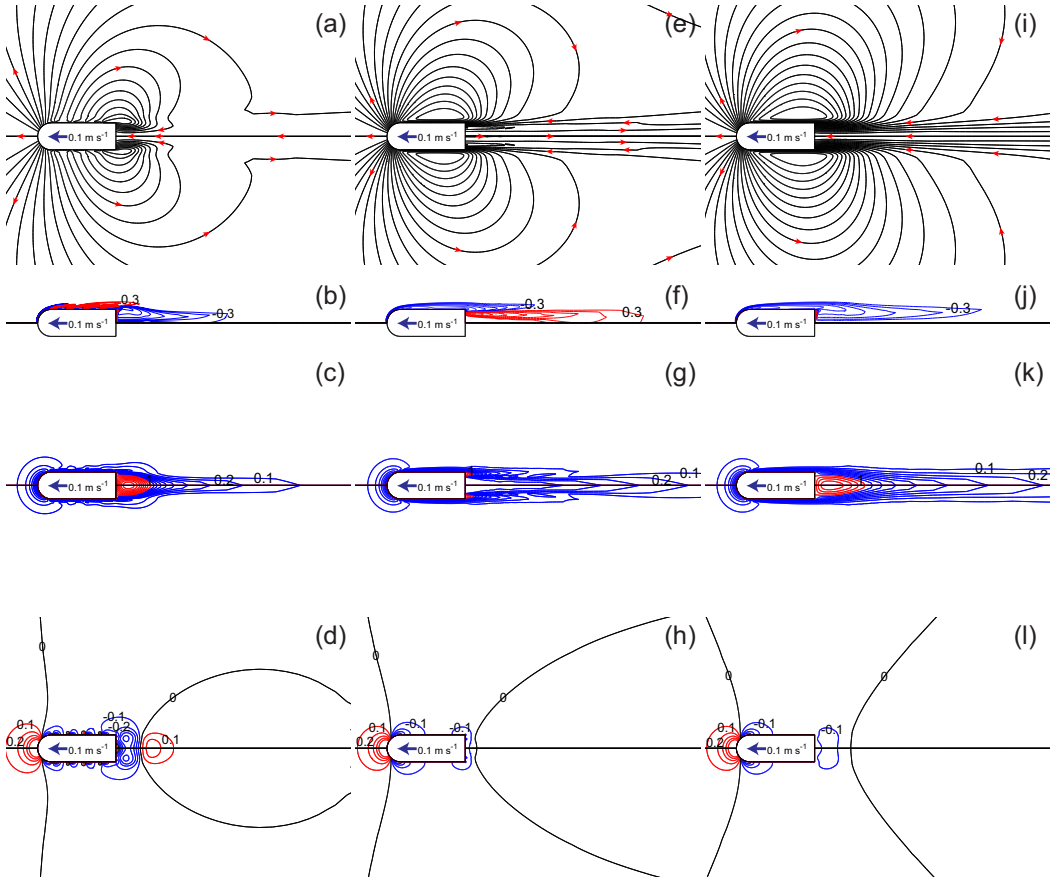 (a) (e) (i)
0.1 m s⁻¹ 0.1 m s⁻¹ 0.1 m s⁻¹
(b) (f) (j)
0.3 -0.3 -0.3 0.3 -0.3
0.1 m s⁻¹ 0.1 m s⁻¹ 0.1 m s⁻¹
(c) (g) (k)
0.2 0.1 0.1 0.2 0.1 0.2
0.1 m s⁻¹ 0.1 m s⁻¹ 1 0.1 m s⁻¹
(d) (h) (l)
0 0 0 0 0 0
0.1 -0.1 0.1 -0.1 -0.1 0.1 -0.1 -0.1
0.2 -0.2 0.1 0.2 0.2
0.1 m s⁻¹ 0.1 m s⁻¹ 0.1 m s⁻¹